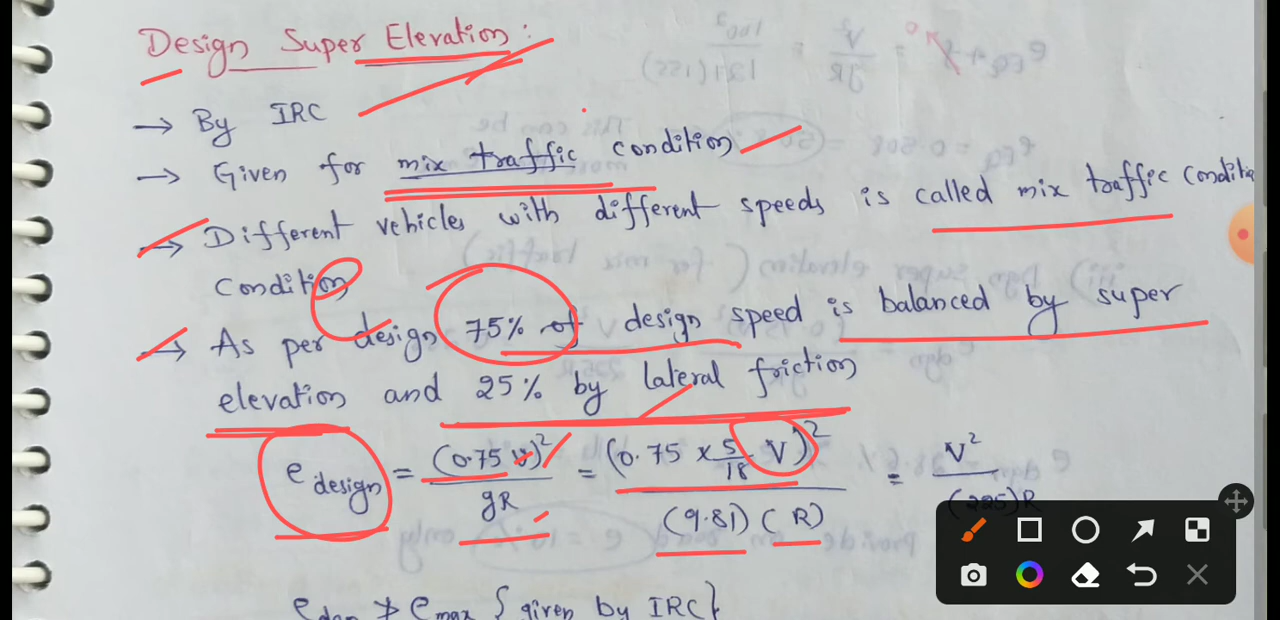 Design Super Elevation:
→ By IRC
→ Given for mix traffic condition
→ Different vehicles with different speeds is called mix traffic condition
condition
→ As per design 75% of design speed is balanced by super
elevation and 25% by lateral friction
e design = (0.75 v)² / gR = (0.75 × 5/18 V)² / (9.81)(R) = V² / (225)R
e dgn ≯ e max { given by IRC}